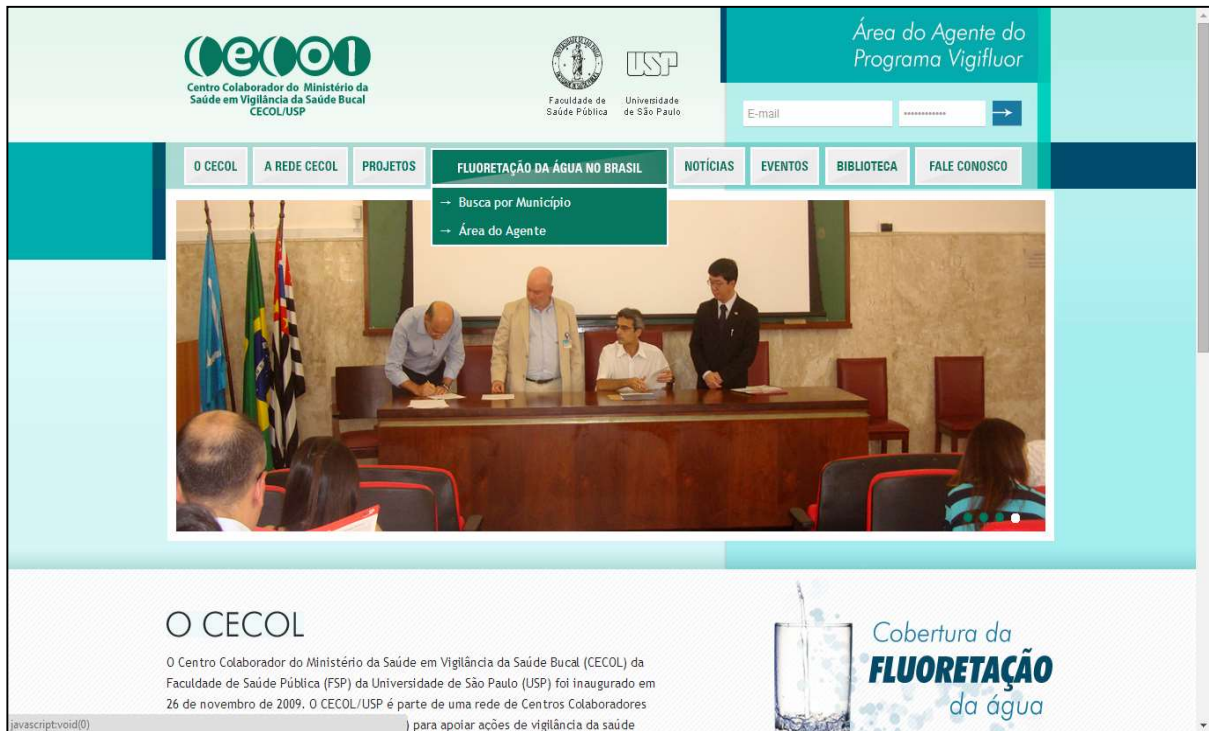 cecol
Centro Colaborador do Ministério da
Saúde em Vigilância da Saúde Bucal
CECOL/USP
Faculdade de
Saúde Pública
USP
Universidade
de São Paulo
Área do Agente do
Programa Vigifluor
E-mail
O CECOL
A REDE CECOL
PROJETOS
FLUORETAÇÃO DA ÁGUA NO BRASIL
NOTÍCIAS
EVENTOS
BIBLIOTECA
FALE CONOSCO
→ Busca por Município
→ Área do Agente
O CECOL
O Centro Colaborador do Ministério da Saúde em Vigilância da Saúde Bucal (CECOL) da
Faculdade de Saúde Pública (FSP) da Universidade de São Paulo (USP) foi inaugurado em
26 de novembro de 2009. O CECOL/USP é parte de uma rede de Centros Colaboradores
) para apoiar ações de vigilância da saúde
Cobertura da
FLUORETAÇÃO
da água
javascript:void(0)